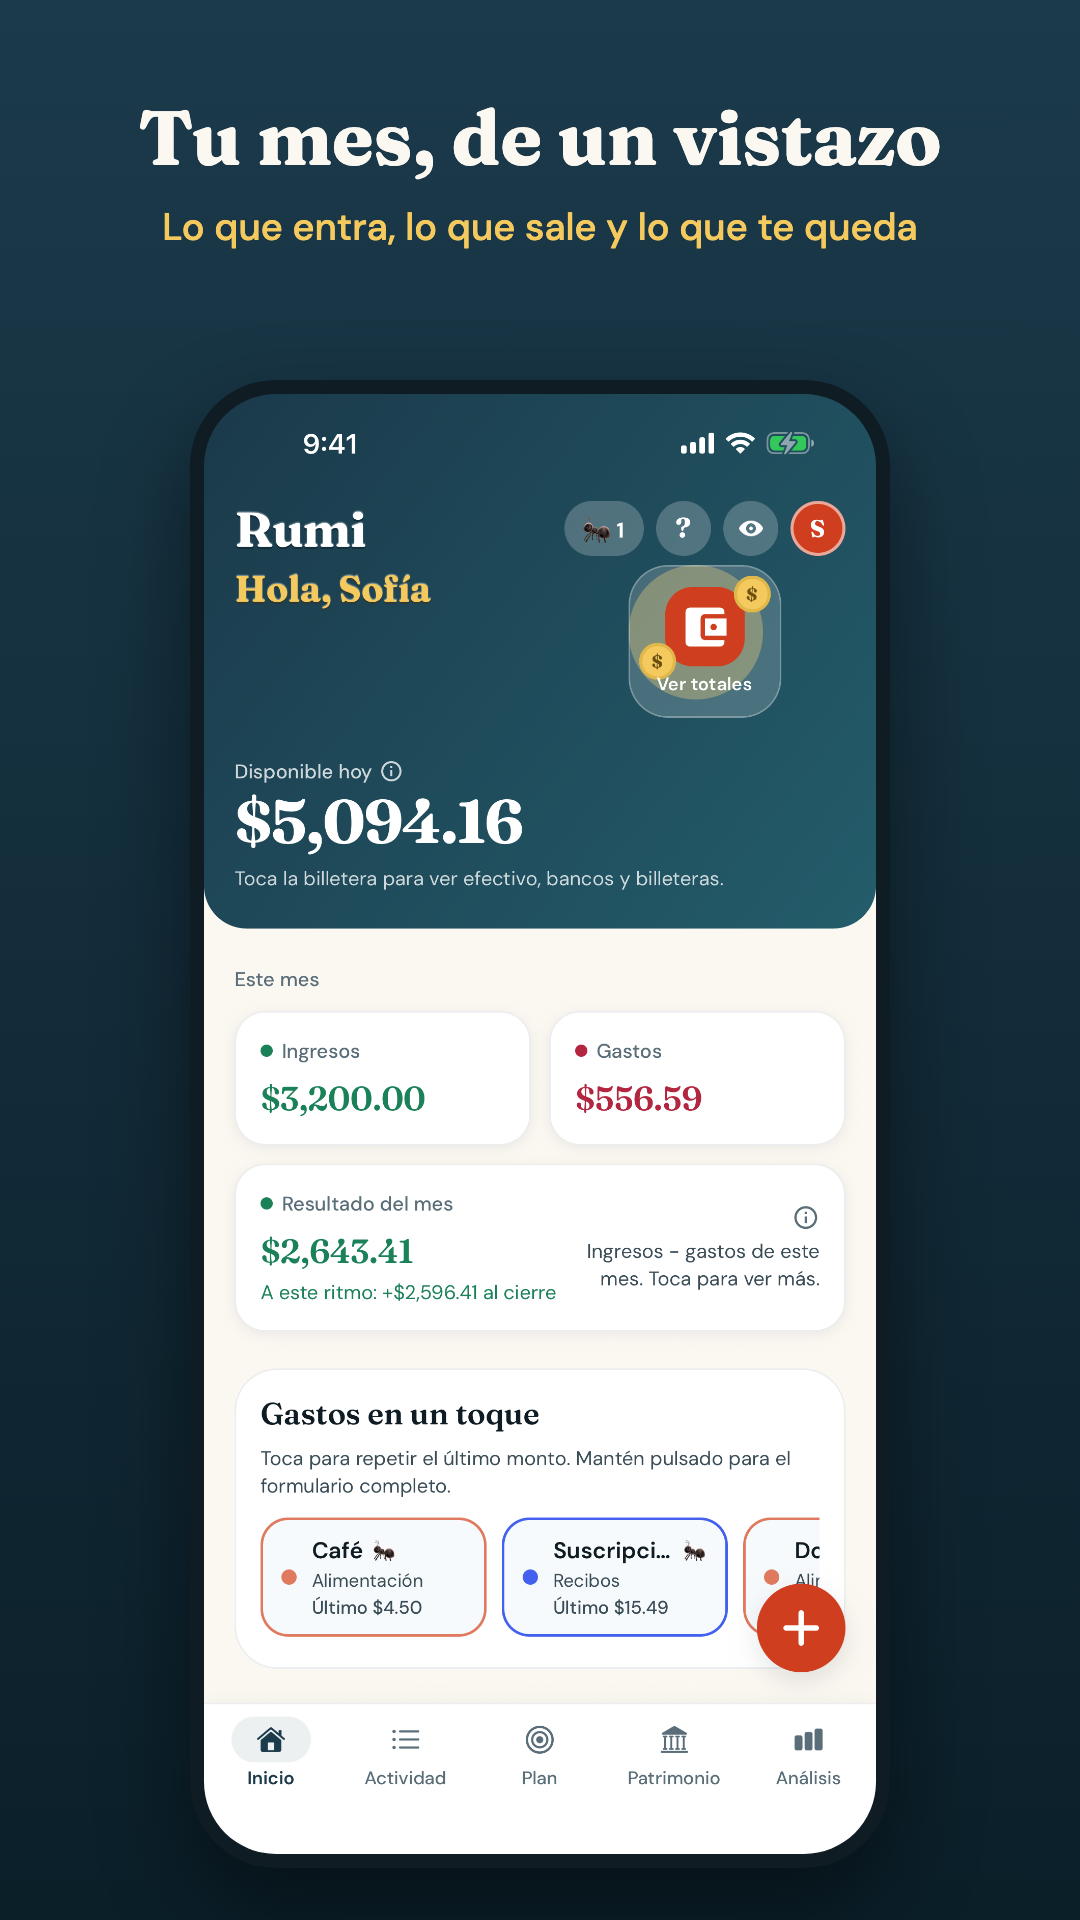 Tu mes, de un vistazo
Lo que entra, lo que sale y lo que te queda
9:41
Rumi
1
?
S
Hola, Sofía
$
$
Ver totales
Disponible hoy
$5,094.16
Toca la billetera para ver efectivo, bancos y billeteras.
Este mes
Ingresos
$3,200.00
Gastos
$556.59
Resultado del mes
$2,643.41
A este ritmo: +$2,596.41 al cierre
Ingresos - gastos de este
mes. Toca para ver más.
Gastos en un toque
Toca para repetir el último monto. Mantén pulsado para el
formulario completo.
Café
Alimentación
Último $4.50
Suscripci...
Recibos
Último $15.49
Inicio
Actividad
Plan
Patrimonio
Análisis